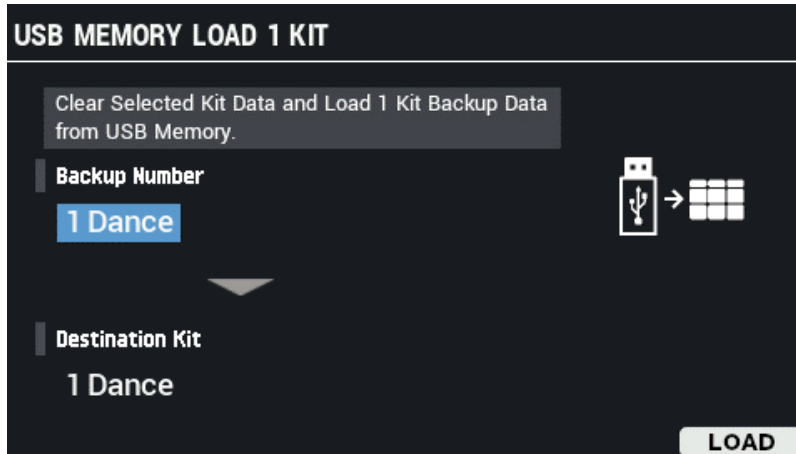 USB MEMORY LOAD 1 KIT
Clear Selected Kit Data and Load 1 Kit Backup Data
from USB Memory.
Backup Number
1 Dance
Destination Kit
1 Dance
LOAD